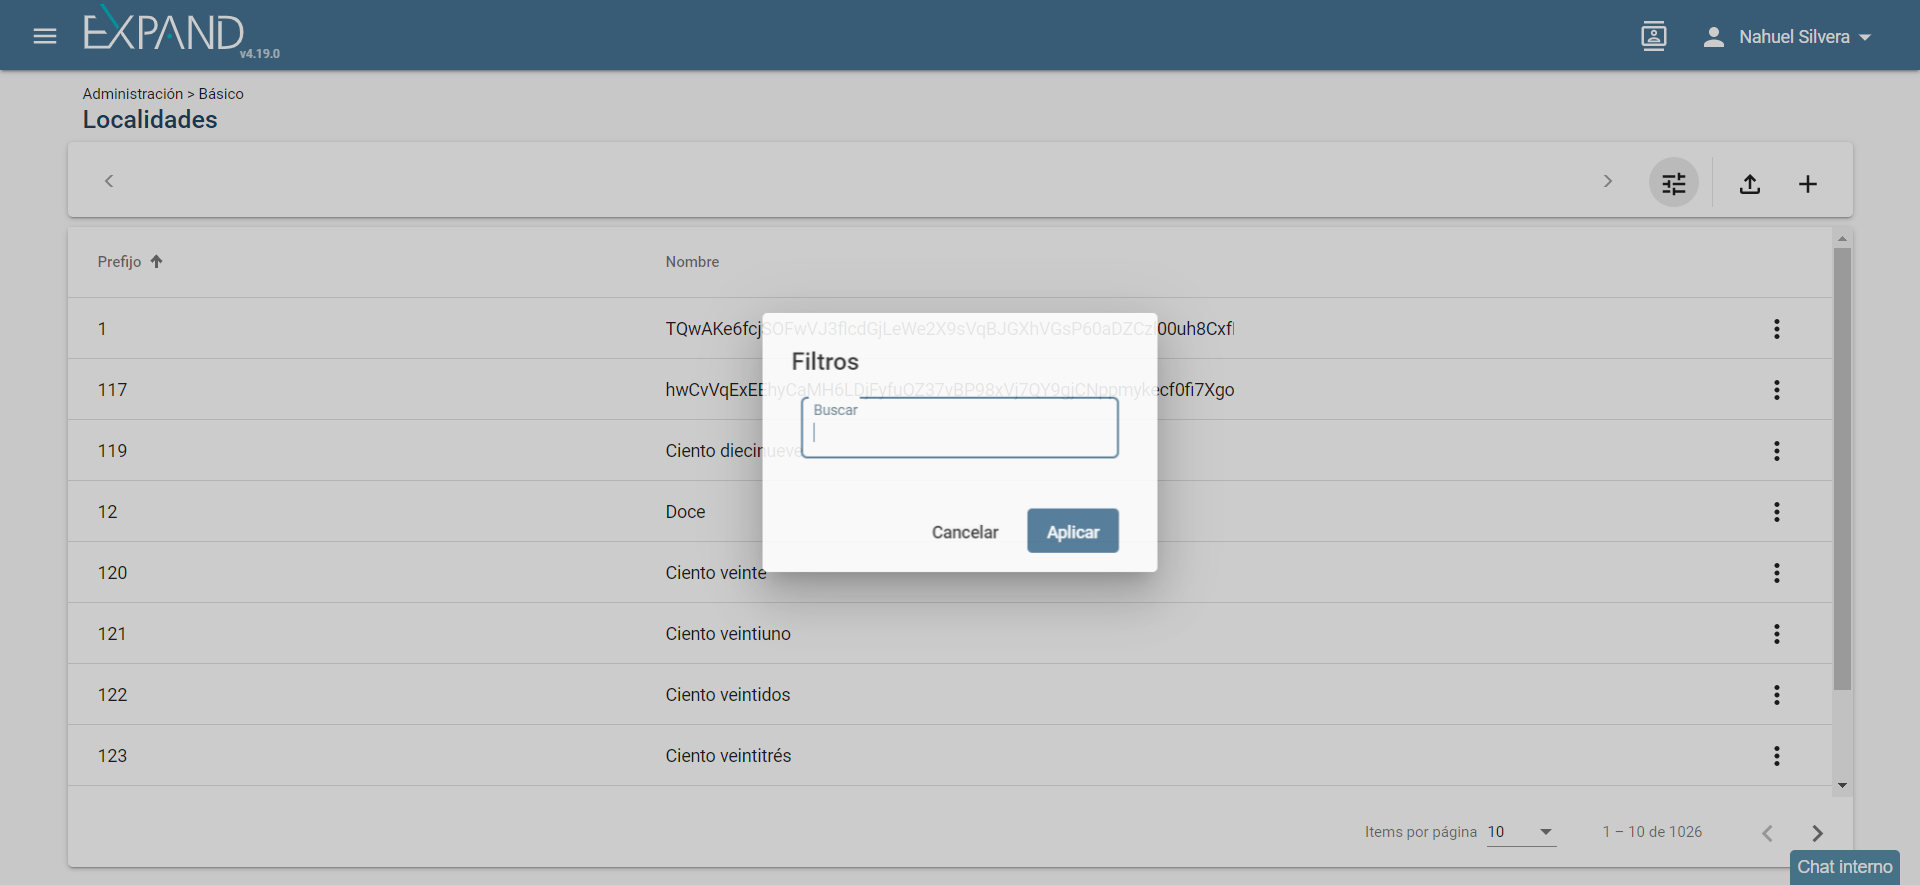 EXPAND
v4.19.0
Nahuel Silvera
Administración > Básico
Localidades
Prefijo
Nombre
1
117
119
Ciento diecinueve
12
Doce
120
Ciento veinte
121
Ciento veintiuno
122
Ciento veintidos
123
Ciento veintitrés
Filtros
Buscar
Cancelar
Aplicar
Items por página
10
1 – 10 de 1026
Chat interno